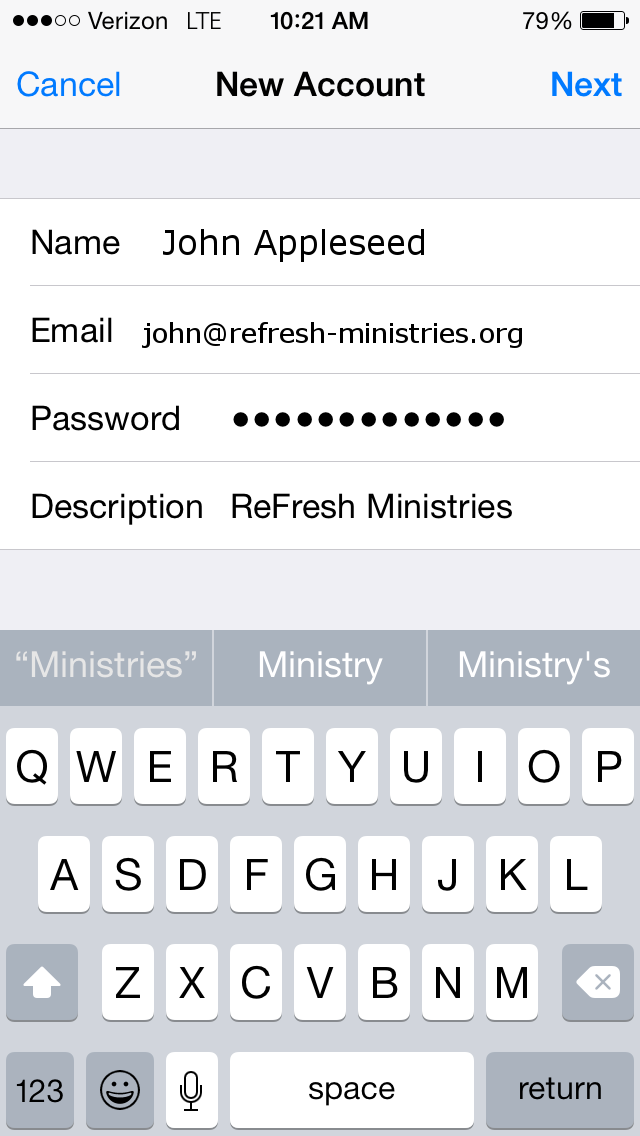 ●●●○○ Verizon LTE 10:21 AM 79%
Cancel New Account Next
Name John Appleseed
Email john@refresh-ministries.org
Password ●●●●●●●●●●●●●
Description ReFresh Ministries
“Ministries” Ministry Ministry's
Q W E R T Y U I O P
A S D F G H J K L
Z X C V B N M
123 space return